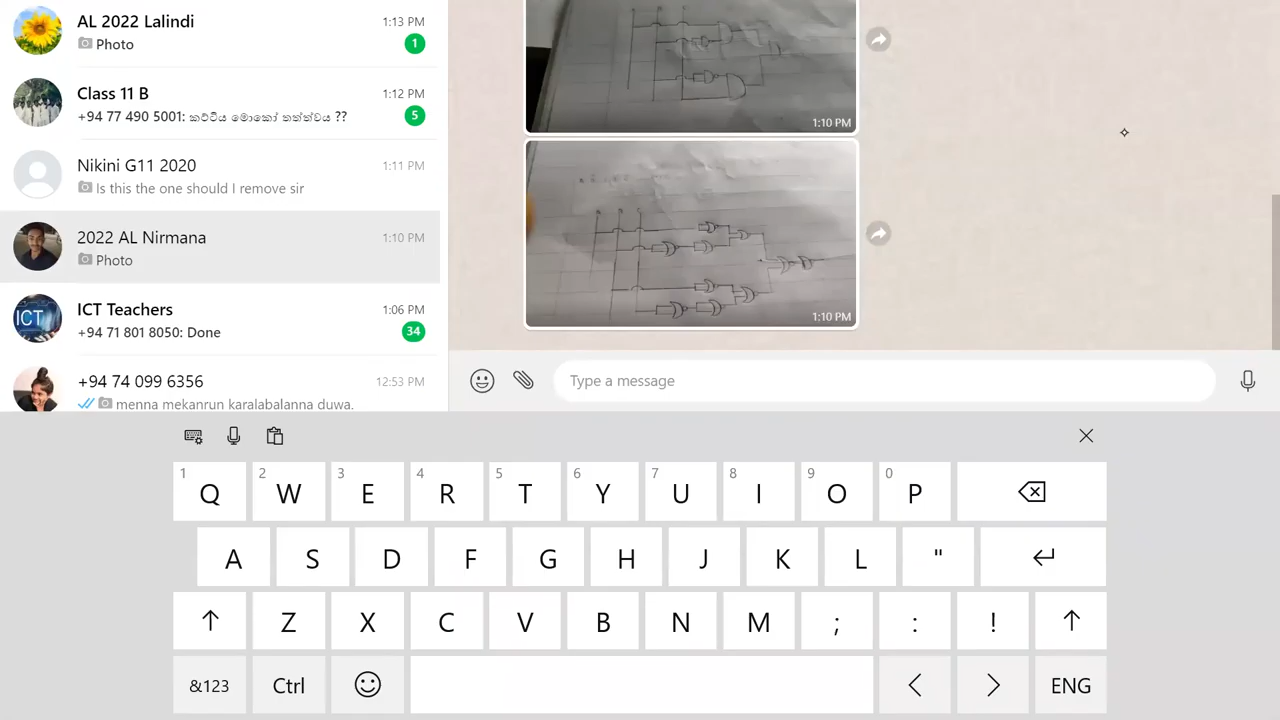 AL 2022 Lalindi
1:13 PM
Photo
1
Class 11 B
1:12 PM
+94 77 490 5001: කට්ටිය මොකෝ තත්ත්වය ??
5
Nikini G11 2020
1:11 PM
Is this the one should I remove sir
2022 AL Nirmana
1:10 PM
Photo
ICT Teachers
1:06 PM
ICT
+94 71 801 8050: Done
34
+94 74 099 6356
12:53 PM
menna mekanrun karalabalanna duwa.
1:10 PM
1:10 PM
Type a message
1 Q 2 W 3 E 4 R 5 T 6 Y 7 U 8 I 9 O 0 P
A S D F G H J K L "
Z X C V B N M ; : !
&123 Ctrl ENG